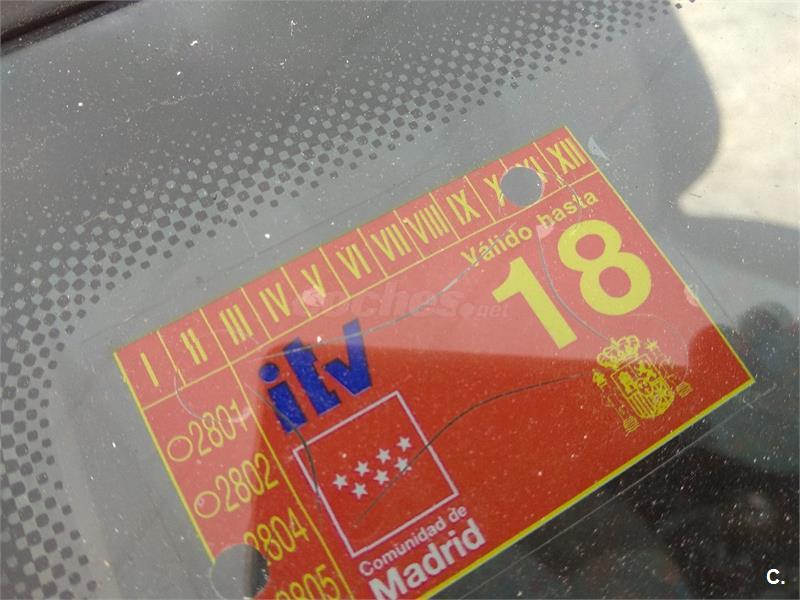 I II III IV V VI VII VIII IX X XI XII
Válido hasta
18
itv
2801
2802
2804
2805
Comunidad de
Madrid
coches.net
C.